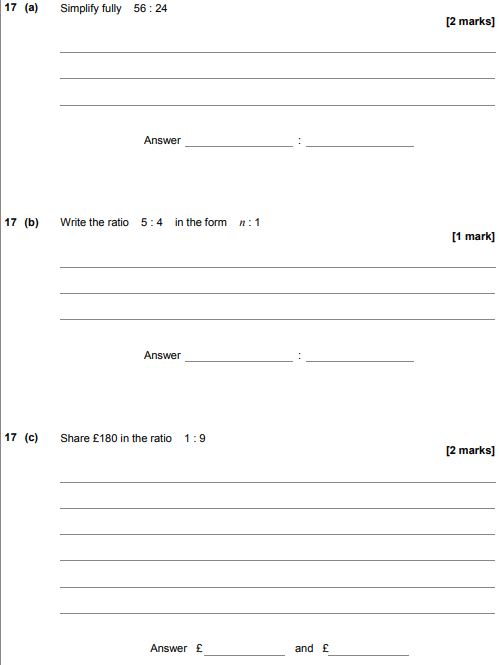 17 (a) Simplify fully 56 : 24
[2 marks]
Answer :
17 (b) Write the ratio 5 : 4 in the form n : 1
[1 mark]
Answer :
17 (c) Share £180 in the ratio 1 : 9
[2 marks]
Answer £ and £